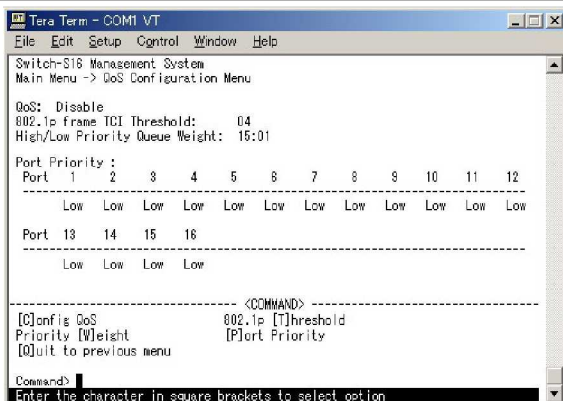 Tera Term - COM1 VT
File Edit Setup Control Window Help
Switch-S16 Management System
Main Menu -> QoS Configuration Menu
QoS: Disable
802.1p frame TCI Threshold: 04
High/Low Priority Queue Weight: 15:01
Port Priority :
Port 1 2 3 4 5 6 7 8 9 10 11 12
Low Low Low Low Low Low Low Low Low Low Low Low
Port 13 14 15 16
Low Low Low Low
<COMMAND>
[C]onfig QoS 802.1p [T]hreshold
Priority [W]eight [P]ort Priority
[Q]uit to previous menu
Command>
Enter the character in square brackets to select option